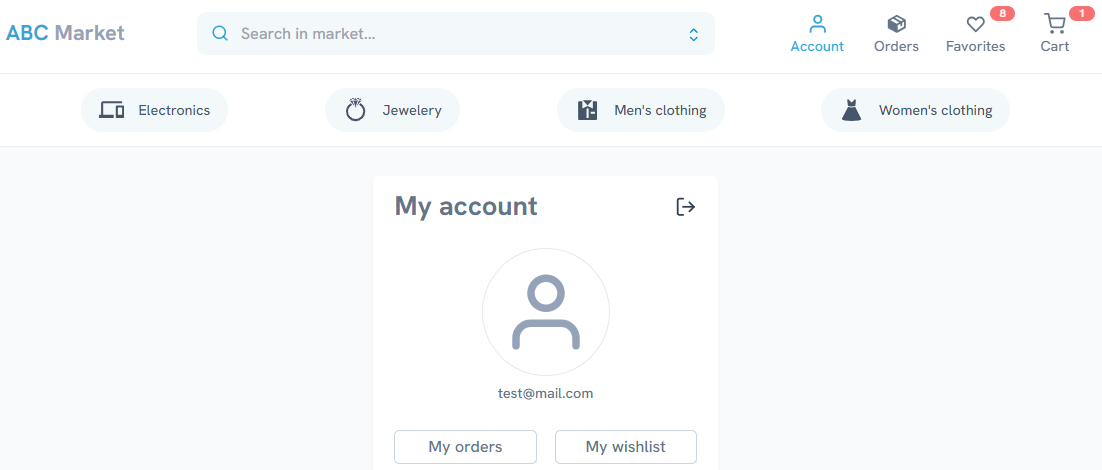 ABC Market
Search in market...
Account
Orders
8
Favorites
1
Cart
Electronics
Jewelery
Men's clothing
Women's clothing
My account
test@mail.com
My orders
My wishlist